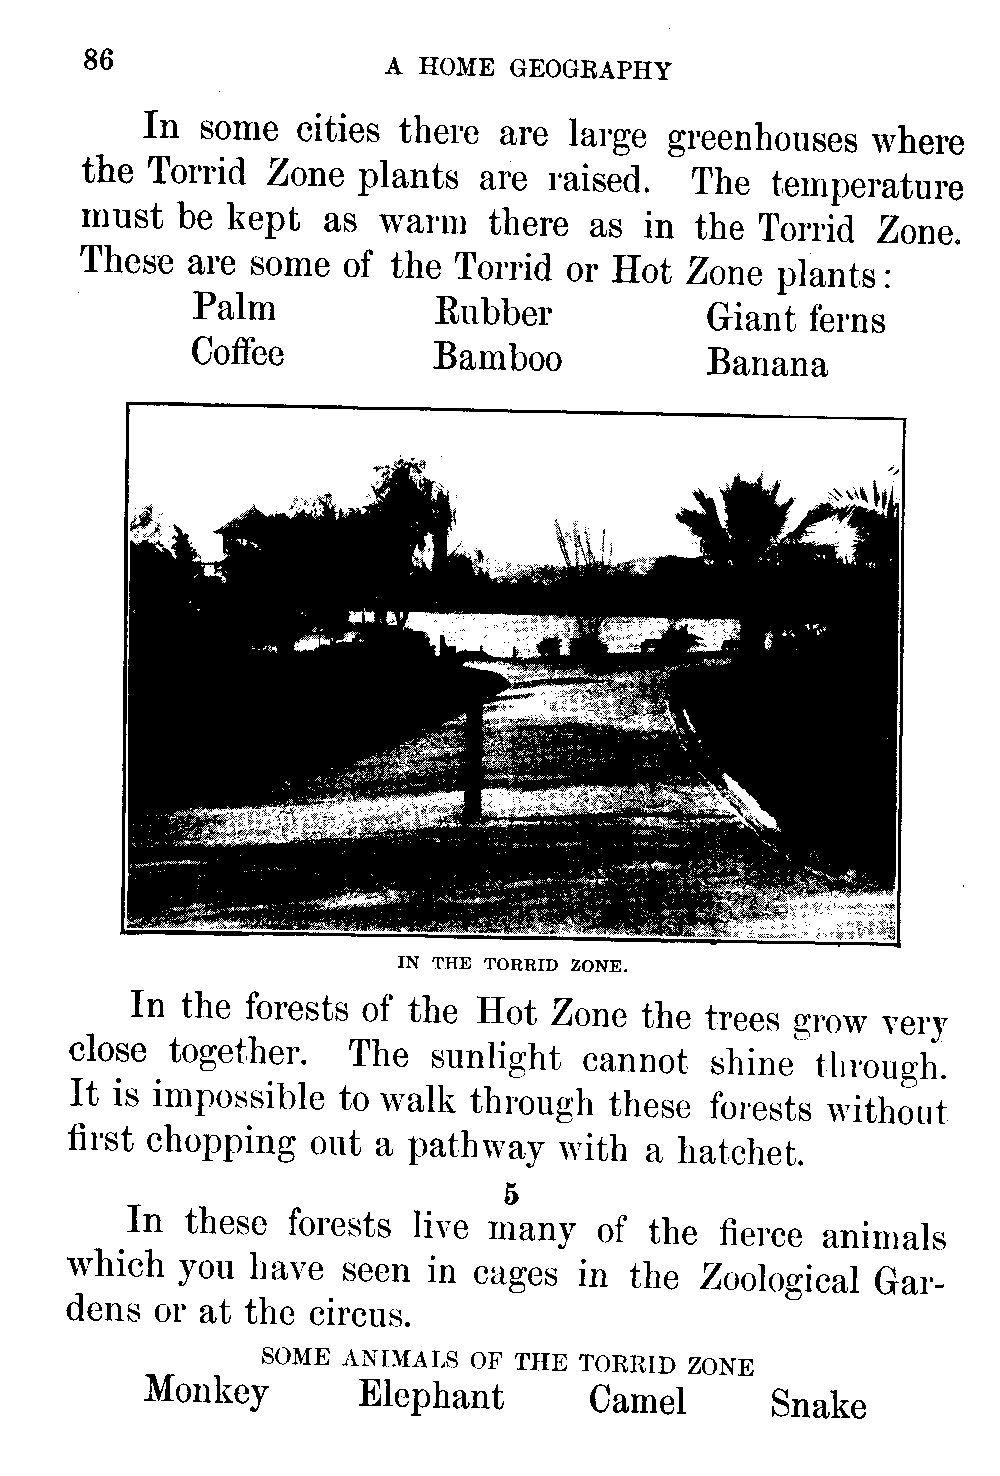 86
A HOME GEOGRAPHY
In some cities there are large greenhouses where
the Torrid Zone plants are raised. The temperature
must be kept as warm there as in the Torrid Zone.
These are some of the Torrid or Hot Zone plants:
Palm Rubber Giant ferns
Coffee Bamboo Banana
IN THE TORRID ZONE.
In the forests of the Hot Zone the trees grow very
close together. The sunlight cannot shine through.
It is impossible to walk through these forests without
first chopping out a pathway with a hatchet.
5
In these forests live many of the fierce animals
which you have seen in cages in the Zoological Gar-
dens or at the circus.
SOME ANIMALS OF THE TORRID ZONE
Monkey Elephant Camel Snake